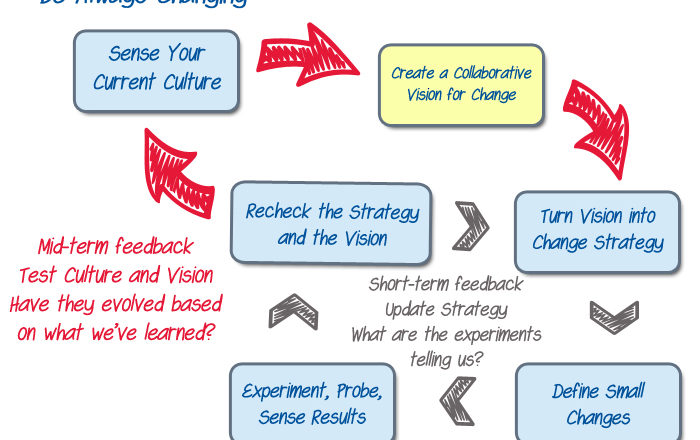 Be Always Changing
Sense Your
Current Culture
Create a Collaborative
Vision for Change
Recheck the Strategy
and the Vision
Turn Vision into
Change Strategy
Mid-term feedback
Test Culture and Vision
Have they evolved based
on what we've learned?
Short-term feedback
Update Strategy
What are the experiments
telling us?
Experiment, Probe,
Sense Results
Define Small
Changes